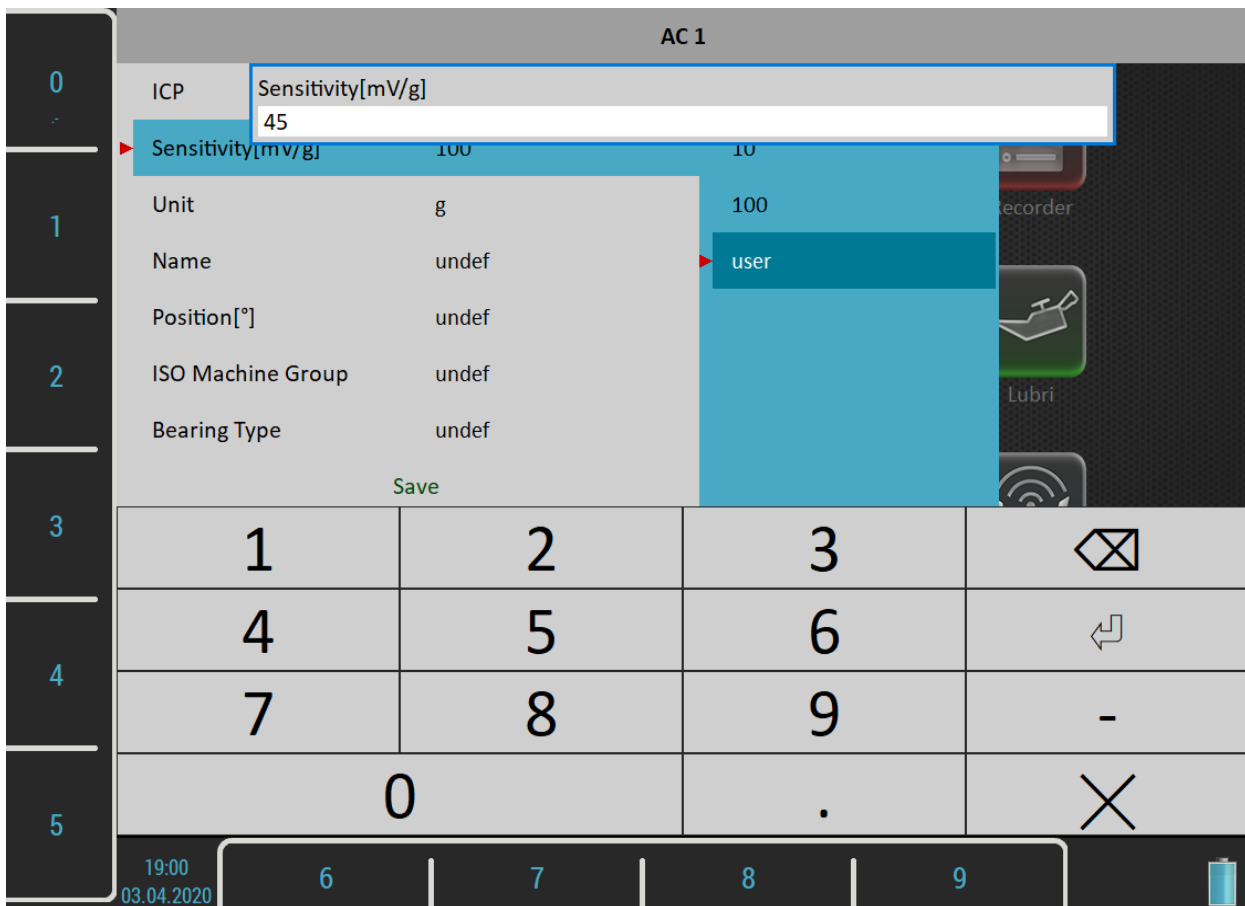 AC 1
0
.-
1
2
3
4
5
ICP
Sensitivity[mV/g]
45
Sensitivity[mV/g] 100 10
Unit g 100
Name undef user
Position[°] undef
ISO Machine Group undef
Bearing Type undef
Save
Recorder
Lubri
1 2 3 ⌫
4 5 6
7 8 9 -
0 .
19:00
03.04.2020
6 7 8 9